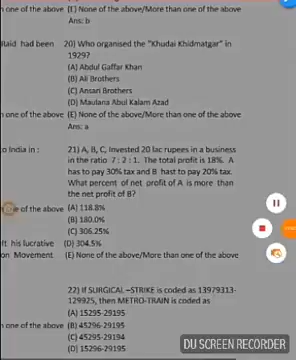 n one of the above (E) None of the above/More than one of the above
Ans: b
Raid had been 20) Who organised the "Khudai Khidmatgar" in
1929?
(A) Abdul Gaffar Khan
(B) Ali Brothers
(C) Ansari Brothers
(D) Maulana Abul Kalam Azad
n one of the above (E) None of the above/More than one of the above
Ans: a
o India in : 21) A, B, C, Invested 20 lac rupees in a business
in the ratio 7 : 2 : 1. The total profit is 18%. A
has to pay 30% tax and B hast to pay 20% tax.
What percent of net profit of A is more than
the net profit of B?
of the above (A) 118.8%
(B) 180.0%
(C) 306.25%
ft his lucrative (D) 304.5%
on Movement (E) None of the above/More than one of the above
22) If SURGICAL –STRIKE is coded as 13979313-
129925, then METRO-TRAIN is coded as
(A) 15295-29195
n one of the above (B) 45296-29195
(C) 45295-29194
(D) 15296-29195
DU SCREEN RECORDER